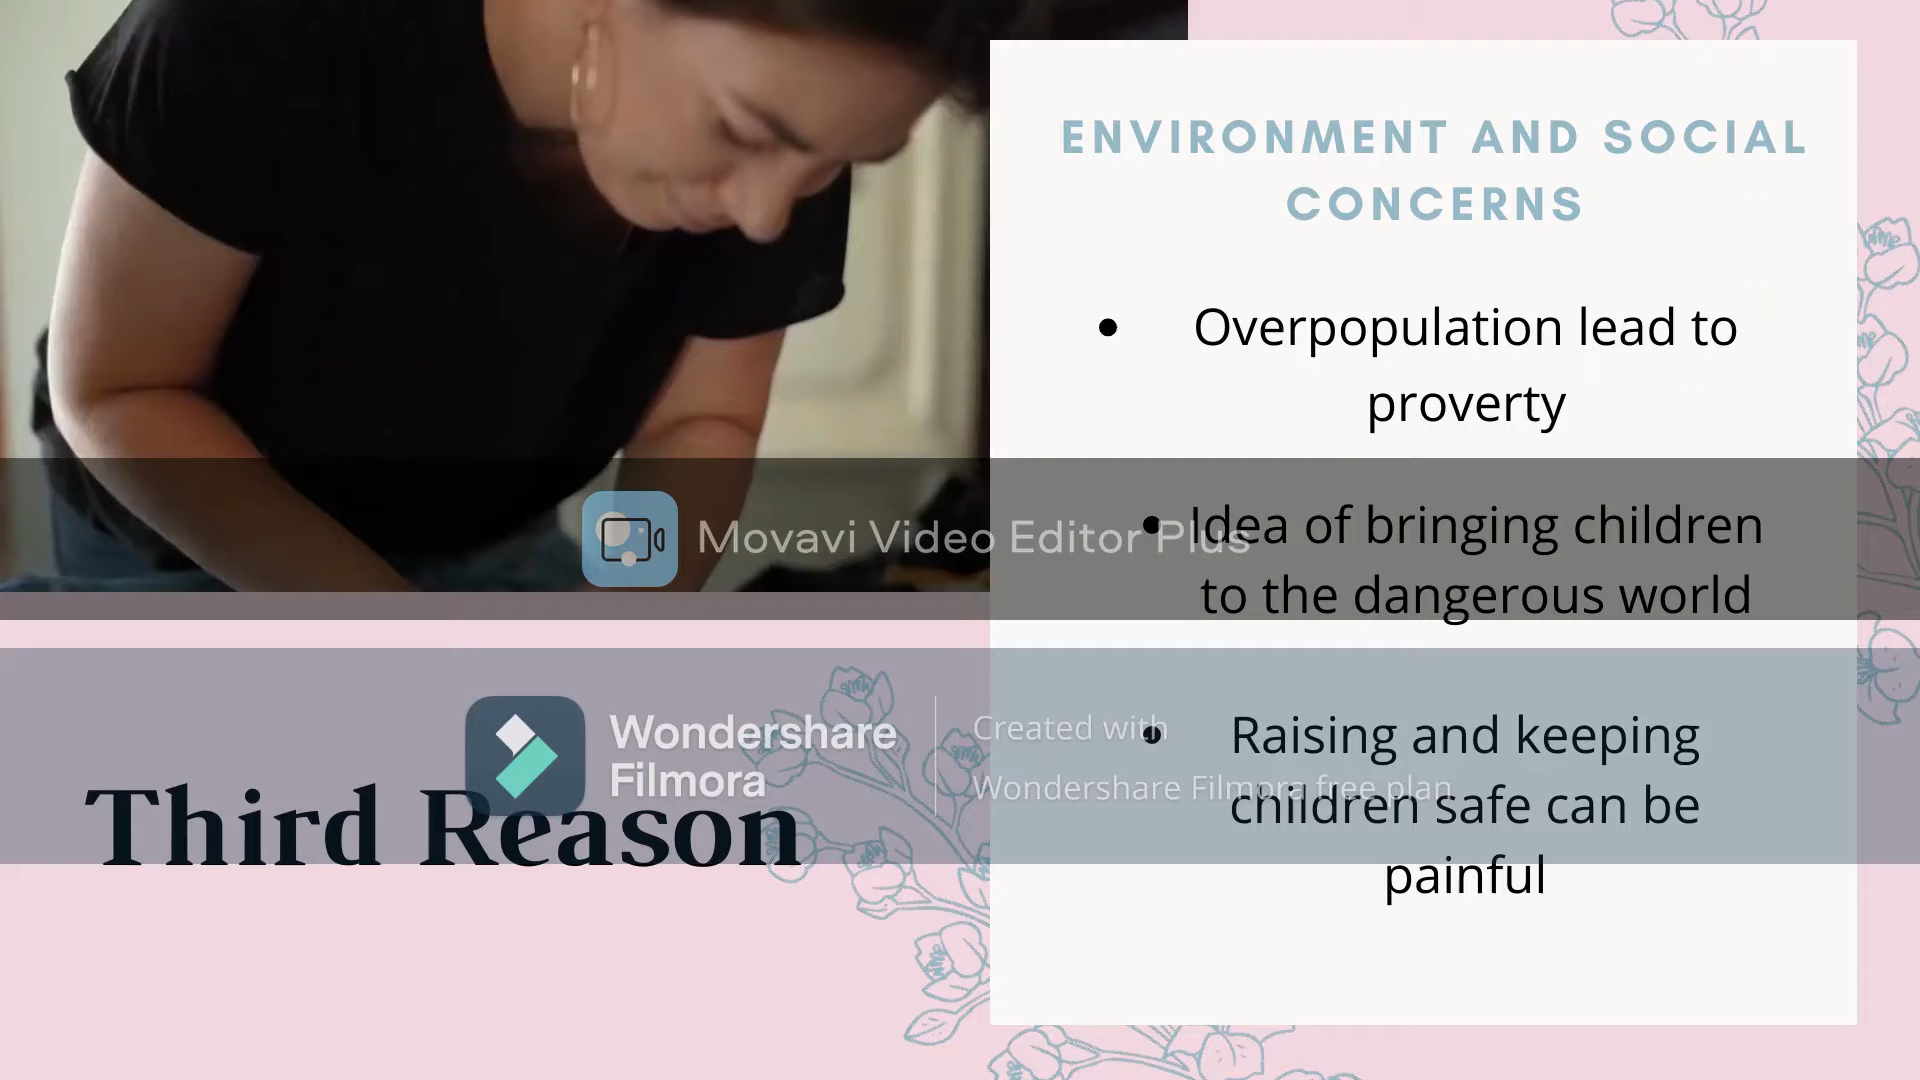 ENVIRONMENT AND SOCIAL
CONCERNS
• Overpopulation lead to
proverty
• Idea of bringing children
to the dangerous world
• Raising and keeping
children safe can be
painful
Movavi Video Editor Plus
Wondershare
Filmora
Created with
Wondershare Filmora free plan
Third Reason